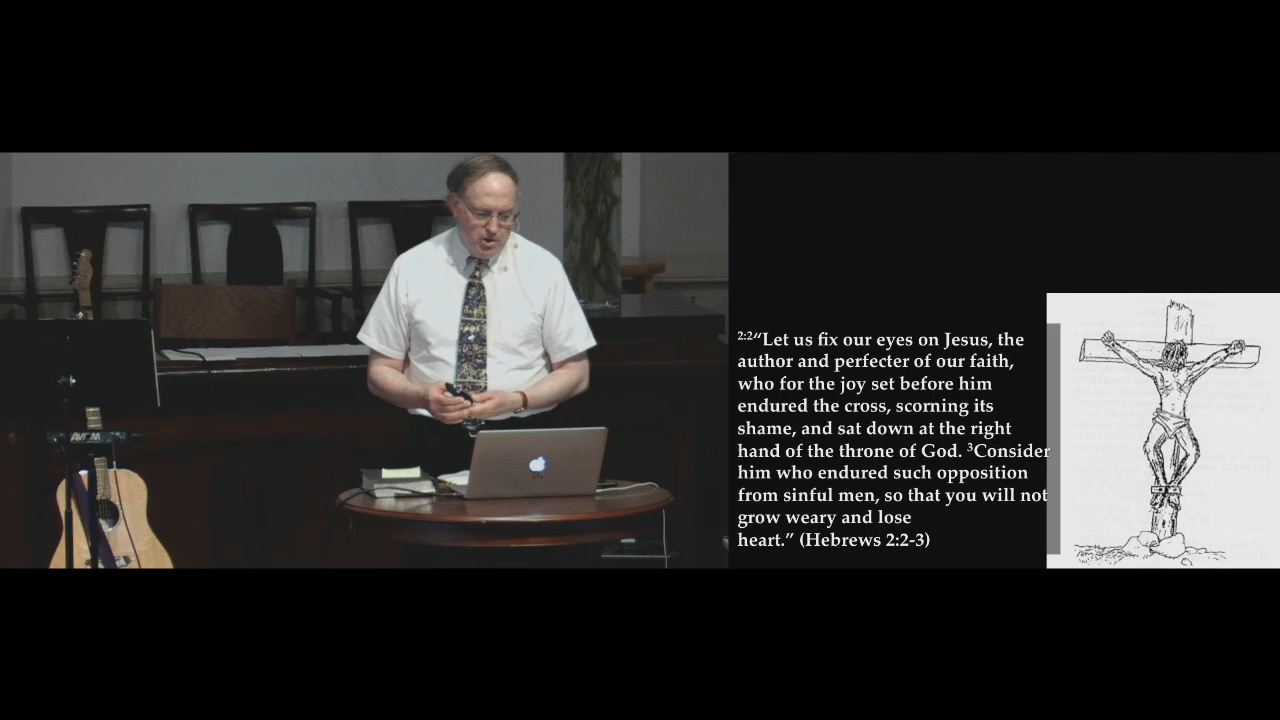 2:2“Let us fix our eyes on Jesus, the
author and perfecter of our faith,
who for the joy set before him
endured the cross, scorning its
shame, and sat down at the right
hand of the throne of God. 3Consider
him who endured such opposition
from sinful men, so that you will not
grow weary and lose
heart.” (Hebrews 2:2-3)
AVIOM